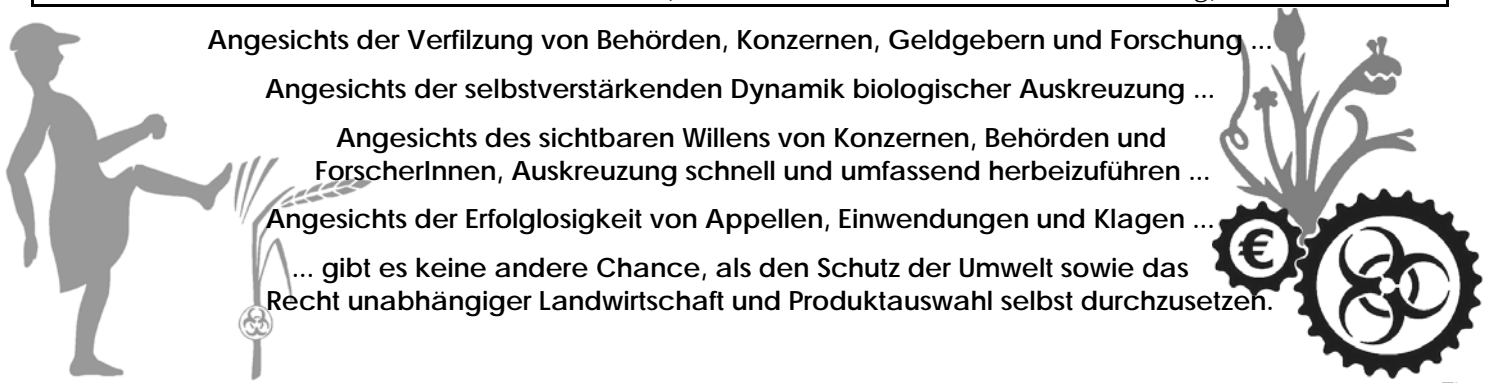 Angesichts der Verfilzung von Behörden, Konzernen, Geldgebern und Forschung ...
Angesichts der selbstverstärkenden Dynamik biologischer Auskreuzung ...
Angesichts des sichtbaren Willens von Konzernen, Behörden und
ForscherInnen, Auskreuzung schnell und umfassend herbeizuführen ...
Angesichts der Erfolglosigkeit von Appellen, Einwendungen und Klagen ...
... gibt es keine andere Chance, als den Schutz der Umwelt sowie das
Recht unabhängiger Landwirtschaft und Produktauswahl selbst durchzusetzen.
€